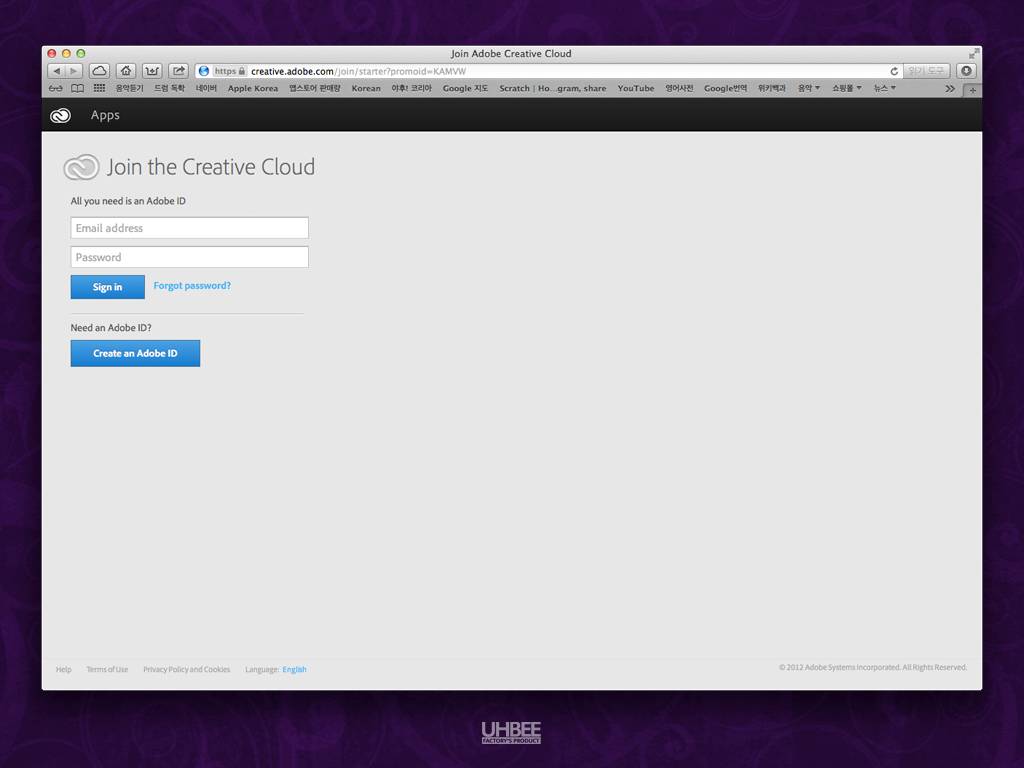 Join Adobe Creative Cloud
https creative.adobe.com/join/starter?promoid=KAMVW 읽기 도구
음악듣기 드럼 독학 네이버 Apple Korea 앱스토어 판매량 Korean 야후! 코리아 Google 지도 Scratch | Ho...gram, share YouTube 영어사전 Google번역 위키백과 음악 쇼핑몰 뉴스
Apps
Join the Creative Cloud
All you need is an Adobe ID
Email address
Password
Sign in Forgot password?
Need an Adobe ID?
Create an Adobe ID
Help Terms of Use Privacy Policy and Cookies Language: English © 2012 Adobe Systems Incorporated. All Rights Reserved.
UHBEE
FACTORY'S PRODUCT